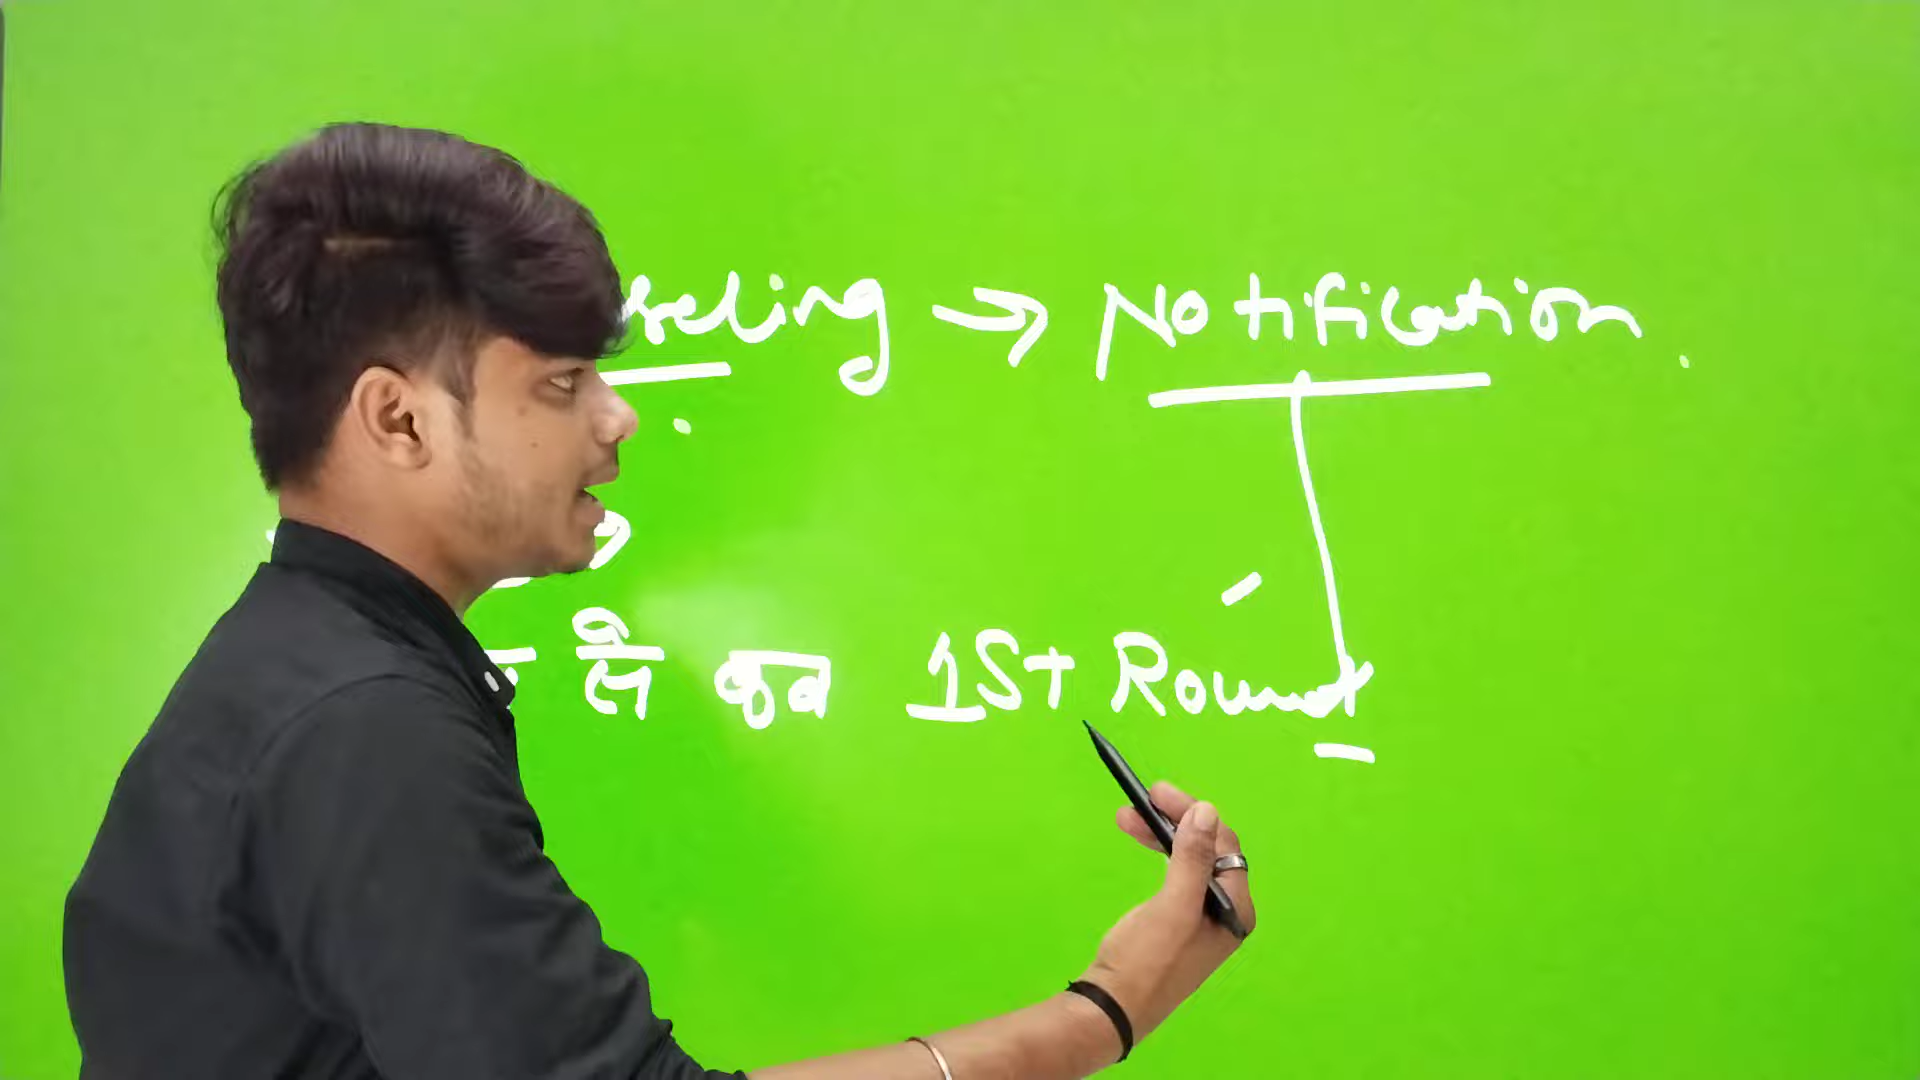 seling → Notification
कब 1st Round